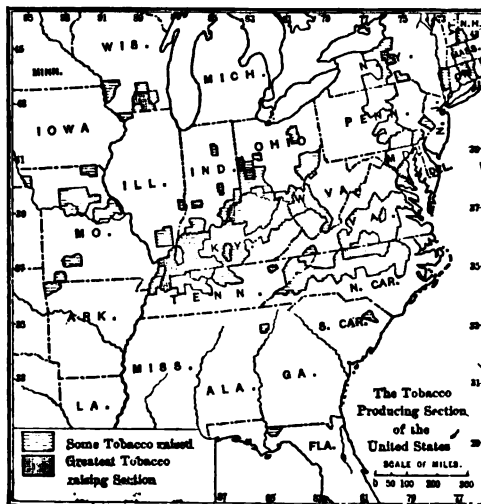 WIS.
MINN.
MICH.
N. Y.
N.H.
MASS.
IOWA
PENN.
OHIO
ILL.
IND.
DEL.
W. VA.
VA.
MO.
KY.
TENN.
N. CAR.
S. CAR.
ARK.
MISS.
ALA.
GA.
LA.
FLA.
The Tobacco
Producing Section
of the
United States
SCALE OF MILES.
0 50 100 200 300
Some Tobacco raised
Greatest Tobacco
raising Section